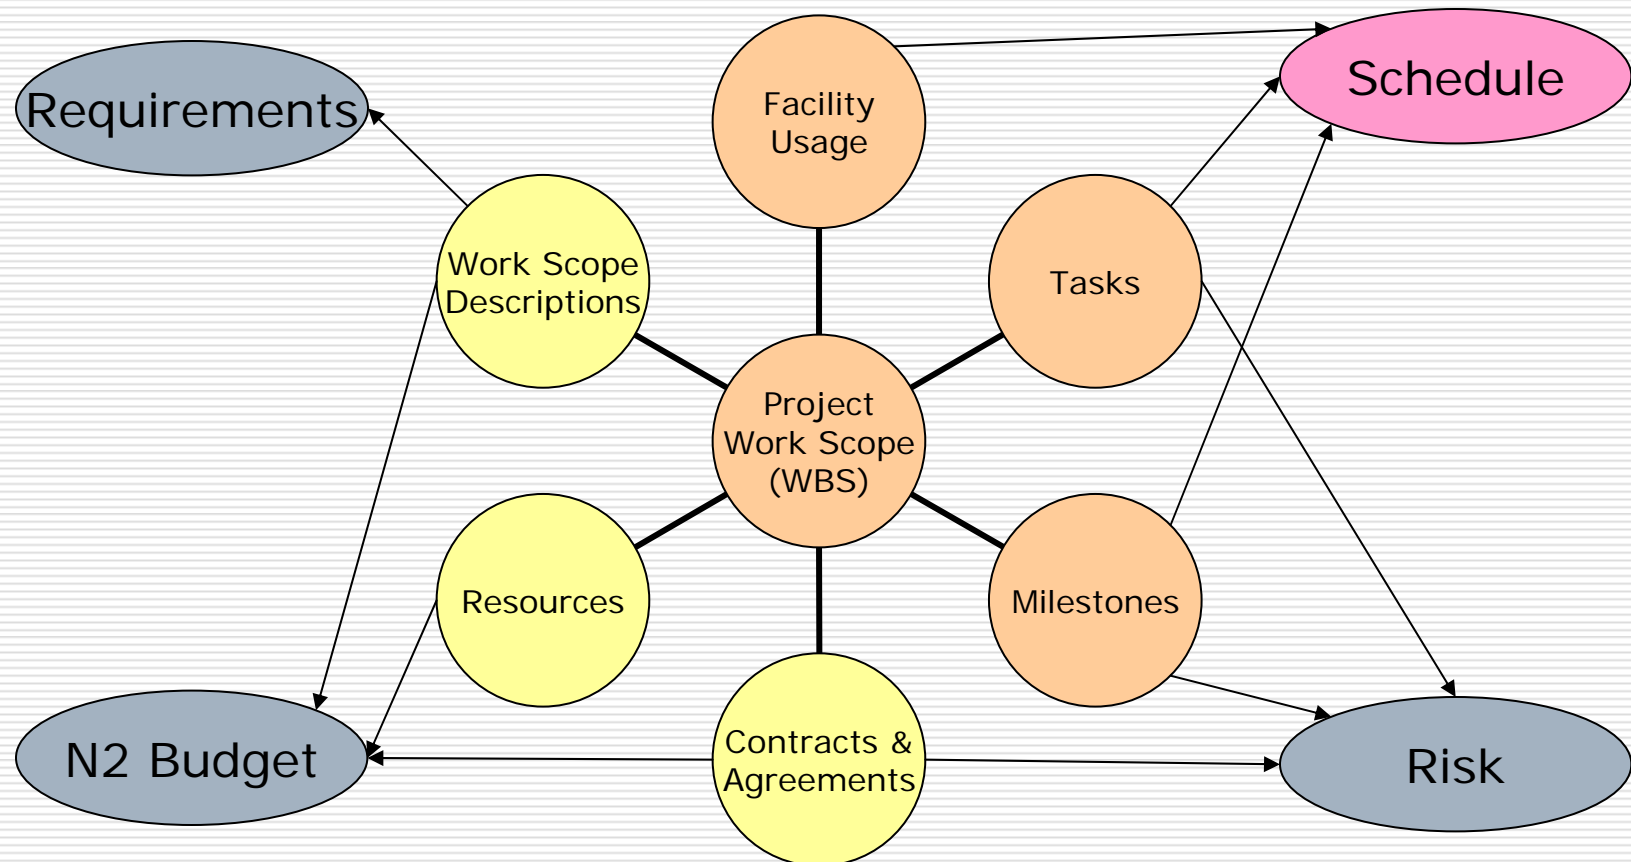 Requirements
Facility
Usage
Schedule
Work Scope
Descriptions
Tasks
Project
Work Scope
(WBS)
Resources
Milestones
N2 Budget
Contracts &
Agreements
Risk